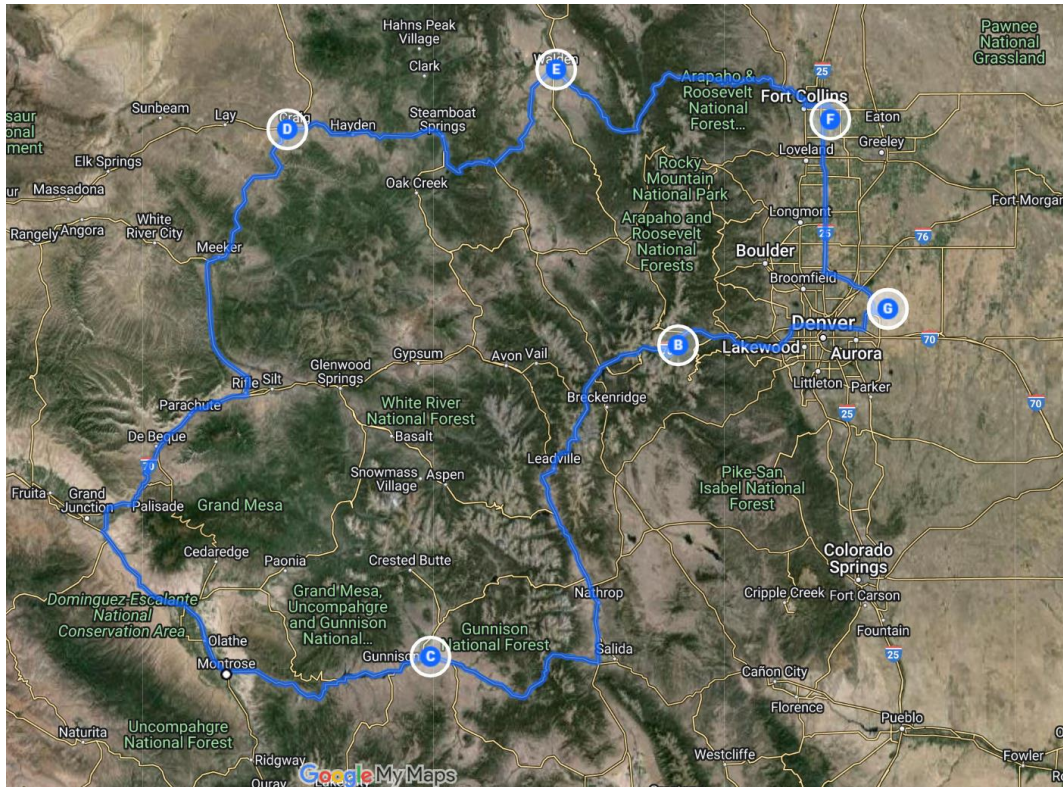 Hahns Peak
Village
Clark
Pawnee
National
Grassland
Walden
E
Arapaho &
Roosevelt
National
Forest...
25
Fort Collins
F
Eaton
Greeley
Loveland
Sunbeam
Lay
Craig
D
Hayden
Steamboat
Springs
saur
onal
ment
Elk Springs
Massadona
Oak Creek
Rocky
Mountain
National Park
Fort Morgan
Angora
White
River City
Rangely
Meeker
Arapaho and
Roosevelt
National
Forests
Longmont
25
76
Boulder
Broomfield
G
Denver
B
Lakewood
Aurora
70
Littleton
Parker
25
70
Glenwood
Springs
Gypsum
Avon
Vail
Rifle
Silt
Parachute
Breckenridge
White River
National Forest
Basalt
De Beque
70
Leadville
Snowmass
Village
Aspen
Pike-San
Isabel National
Forest
Fruita
Grand
Junction
Palisade
Grand Mesa
Cedaredge
Paonia
Crested Butte
Colorado
Springs
Fort Carson
Cripple Creek
Nathrop
Dominguez-Escalante
National
Conservation Area
Grand Mesa,
Uncompahgre
and Gunnison
National...
Fountain
Olathe
Montrose
Gunnison
C
Gunnison
National Forest
Salida
25
Cañon City
Florence
Pueblo
Uncompahgre
National Forest
Naturita
Ridgway
Westcliffe
Fowler
Ouray
Google My Maps